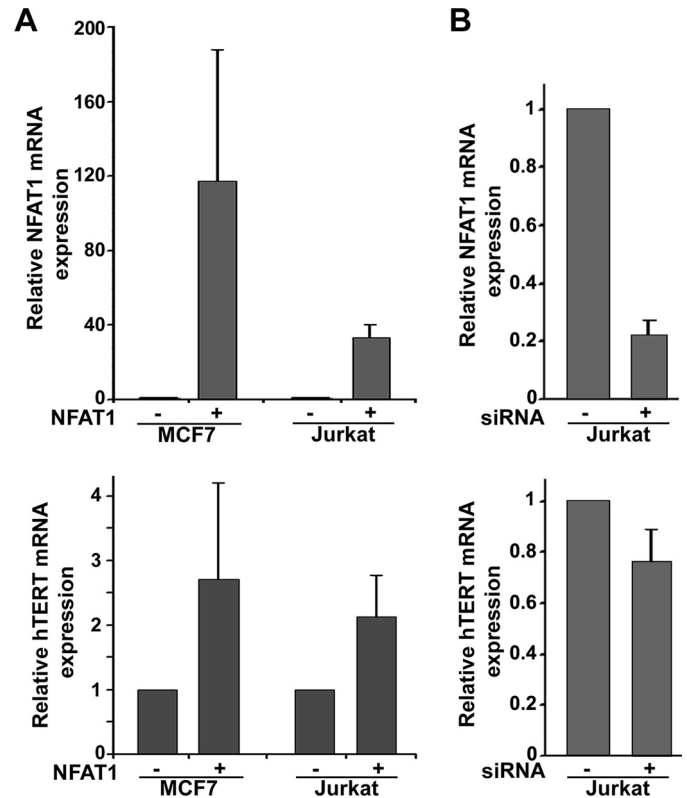 A
Relative NFAT1 mRNA
expression
200
160
120
80
40
0
NFAT1 - + - +
MCF7 Jurkat
B
Relative NFAT1 mRNA
expression
1
0.8
0.6
0.4
0.2
0
siRNA - +
Jurkat
Relative hTERT mRNA
expression
4
3
2
1
0
NFAT1 - + - +
MCF7 Jurkat
Relative hTERT mRNA
expression
1
0.8
0.6
0.4
0.2
0
siRNA - +
Jurkat